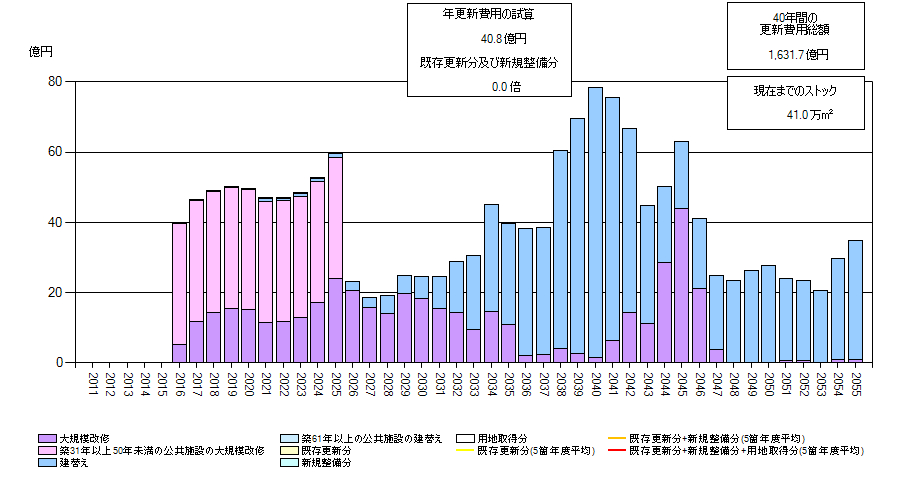 年更新費用の試算
40.8億円
既存更新分及び新規整備分
0.0 倍
40年間の
更新費用総額
1,631.7億円
現在までのストック
41.0万㎡
億円
80
60
40
20
0
2011 2012 2013 2014 2015 2016 2017 2018 2019 2020 2021 2022 2023 2024 2025 2026 2027 2028 2029 2030 2031 2032 2033 2034 2035 2036 2037 2038 2039 2040 2041 2042 2043 2044 2045 2046 2047 2048 2049 2050 2051 2052 2053 2054 2055
大規模改修 築61年以上の公共施設の建替え 用地取得分 既存更新分+新規整備分(5箇年度平均)
築31年以上50年未満の公共施設の大規模改修 既存更新分 既存更新分(5箇年度平均) 既存更新分+新規整備分+用地取得分(5箇年度平均)
建替え 新規整備分